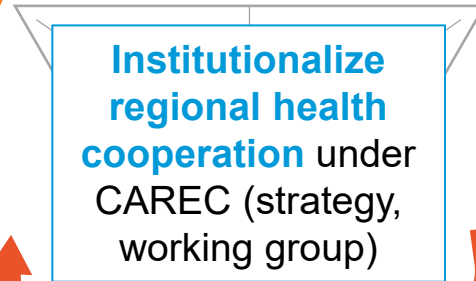 Institutionalize
regional health
cooperation under
CAREC (strategy,
working group)